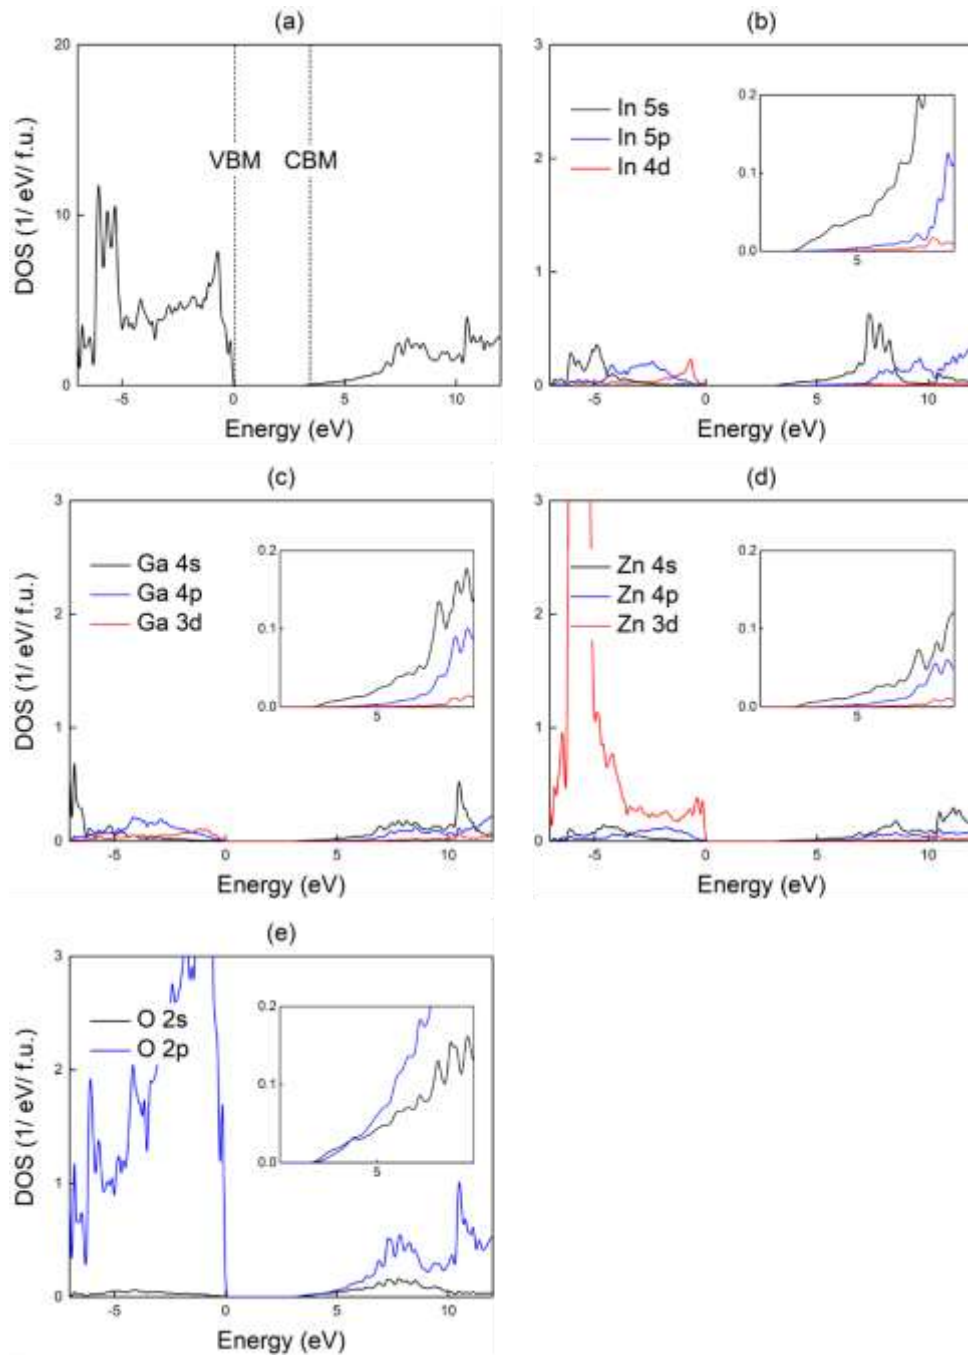 (a)
20
10
0
-5
0
5
10
VBM
CBM
DOS (1/ eV/ f.u.)
Energy (eV)
(b)
3
2
1
0
-5
0
5
10
In 5s
In 5p
In 4d
0.2
0.1
0.0
5
Energy (eV)
(c)
3
2
1
0
-5
0
5
10
Ga 4s
Ga 4p
Ga 3d
0.2
0.1
0.0
5
DOS (1/ eV/ f.u.)
Energy (eV)
(d)
3
2
1
0
-5
0
5
10
Zn 4s
Zn 4p
Zn 3d
0.2
0.1
0.0
5
Energy (eV)
(e)
3
2
1
0
-5
0
5
10
O 2s
O 2p
0.2
0.1
0.0
5
DOS (1/ eV/ f.u.)
Energy (eV)